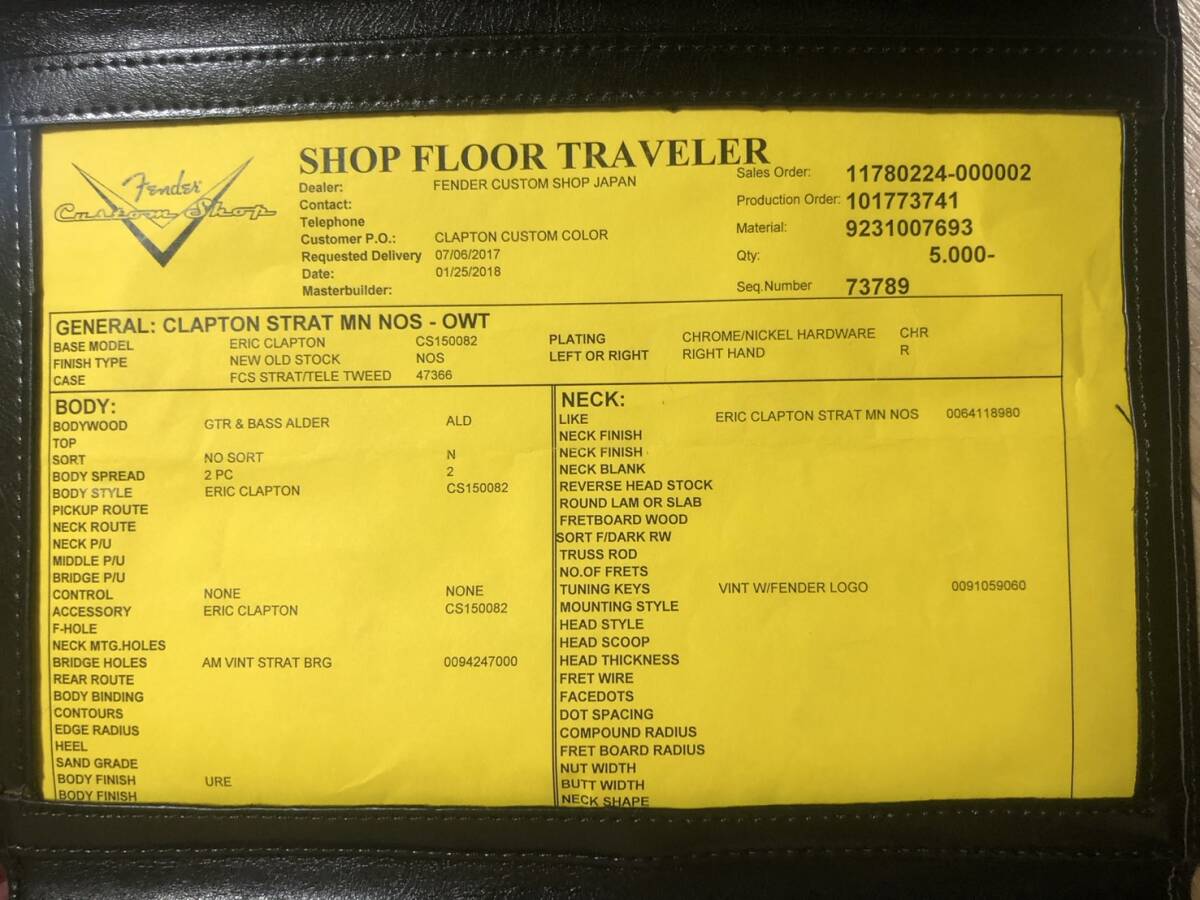 Fender
Custom Shop
SHOP FLOOR TRAVELER
Dealer: FENDER CUSTOM SHOP JAPAN
Contact:
Telephone
Customer P.O.: CLAPTON CUSTOM COLOR
Requested Delivery 07/06/2017
Date: 01/25/2018
Masterbuilder:
Sales Order: 11780224-000002
Production Order: 101773741
Material: 9231007693
Qty: 5.000-
Seq.Number 73789
GENERAL: CLAPTON STRAT MN NOS - OWT
BASE MODEL ERIC CLAPTON CS150082 PLATING CHROME/NICKEL HARDWARE CHR
FINISH TYPE NEW OLD STOCK NOS LEFT OR RIGHT RIGHT HAND R
CASE FCS STRAT/TELE TWEED 47366
BODY:
BODYWOOD GTR & BASS ALDER ALD
TOP
SORT NO SORT N
BODY SPREAD 2 PC 2
BODY STYLE ERIC CLAPTON CS150082
PICKUP ROUTE
NECK ROUTE
NECK P/U
MIDDLE P/U
BRIDGE P/U
CONTROL NONE NONE
ACCESSORY ERIC CLAPTON CS150082
F-HOLE
NECK MTG.HOLES
BRIDGE HOLES AM VINT STRAT BRG 0094247000
REAR ROUTE
BODY BINDING
CONTOURS
EDGE RADIUS
HEEL
SAND GRADE
BODY FINISH URE
BODY FINISH
NECK:
LIKE ERIC CLAPTON STRAT MN NOS 0064118980
NECK FINISH
NECK FINISH
NECK BLANK
REVERSE HEAD STOCK
ROUND LAM OR SLAB
FRETBOARD WOOD
SORT F/DARK RW
TRUSS ROD
NO.OF FRETS
TUNING KEYS VINT W/FENDER LOGO 0091059060
MOUNTING STYLE
HEAD STYLE
HEAD SCOOP
HEAD THICKNESS
FRET WIRE
FACEDOTS
DOT SPACING
COMPOUND RADIUS
FRET BOARD RADIUS
NUT WIDTH
BUTT WIDTH
NECK SHAPE